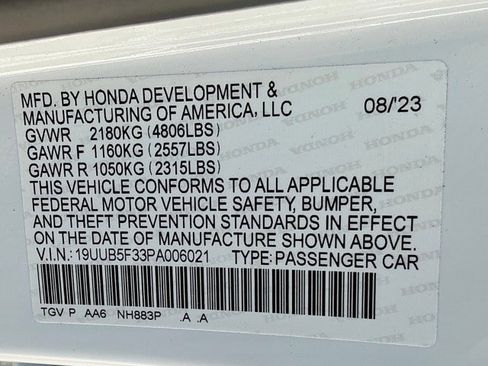 MFD. BY HONDA DEVELOPMENT &
MANUFACTURING OF AMERICA, LLC 08/'23
GVWR 2180KG (4806LBS)
GAWR F 1160KG (2557LBS)
GAWR R 1050KG (2315LBS)
THIS VEHICLE CONFORMS TO ALL APPLICABLE
FEDERAL MOTOR VEHICLE SAFETY, BUMPER,
AND THEFT PREVENTION STANDARDS IN EFFECT
ON THE DATE OF MANUFACTURE SHOWN ABOVE.
V.I.N.: 19UUB5F33PA006021 TYPE: PASSENGER CAR
TGV P AA6 NH883P .A .A